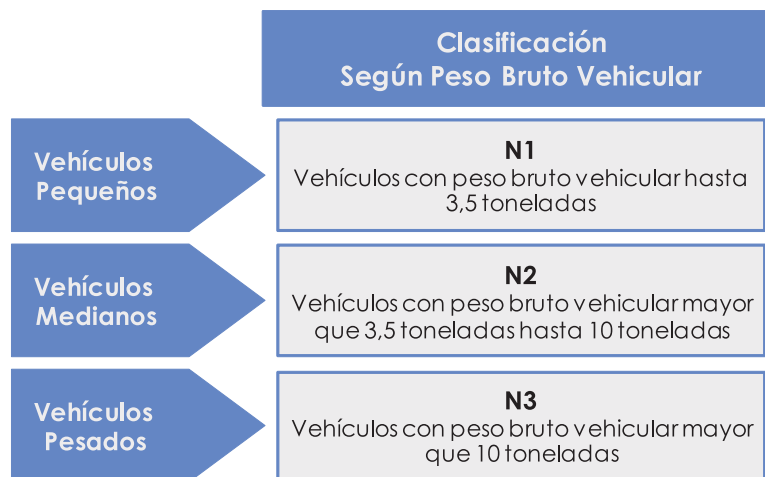 Clasificación
Según Peso Bruto Vehicular
Vehículos
Pequeños
N1
Vehículos con peso bruto vehicular hasta
3,5 toneladas
Vehículos
Medianos
N2
Vehículos con peso bruto vehicular mayor
que 3,5 toneladas hasta 10 toneladas
Vehículos
Pesados
N3
Vehículos con peso bruto vehicular mayor
que 10 toneladas